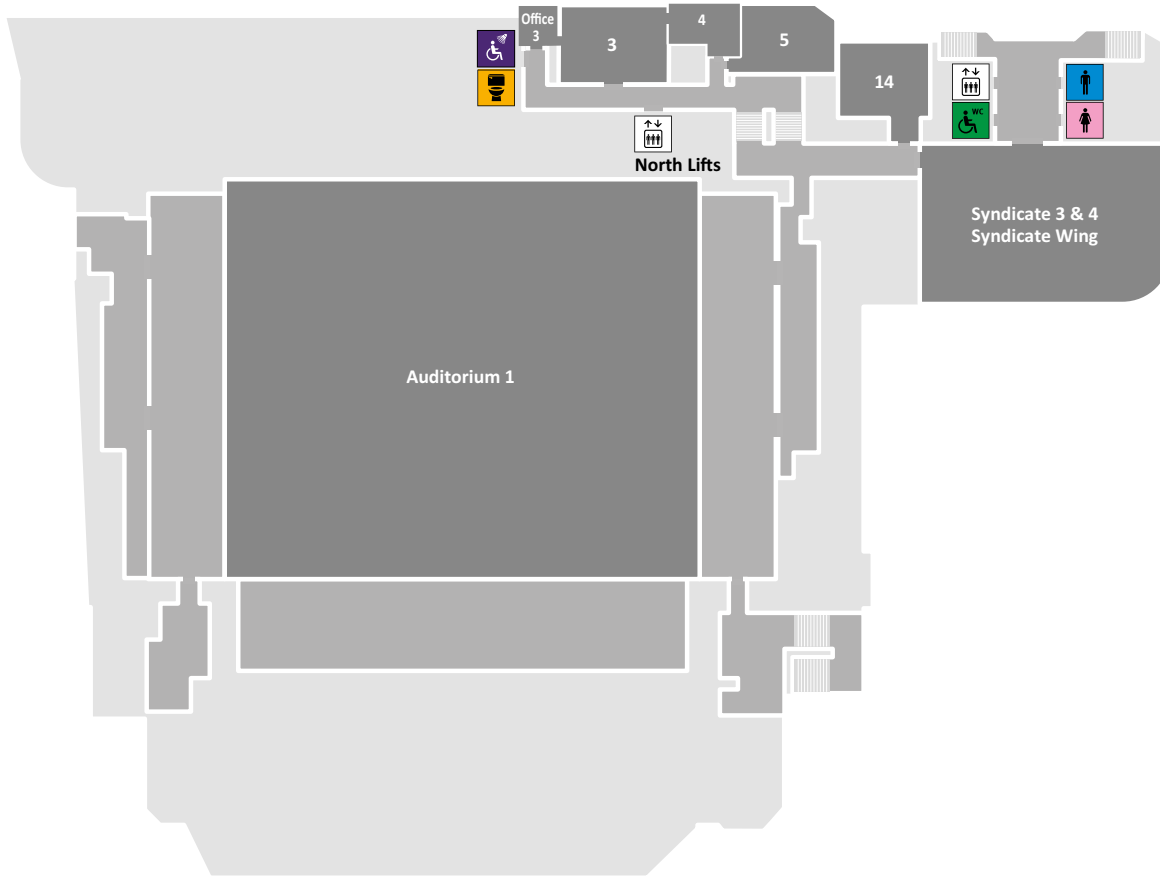 Office
3
3
4
5
14
WC
North Lifts
Syndicate 3 & 4
Syndicate Wing
Auditorium 1